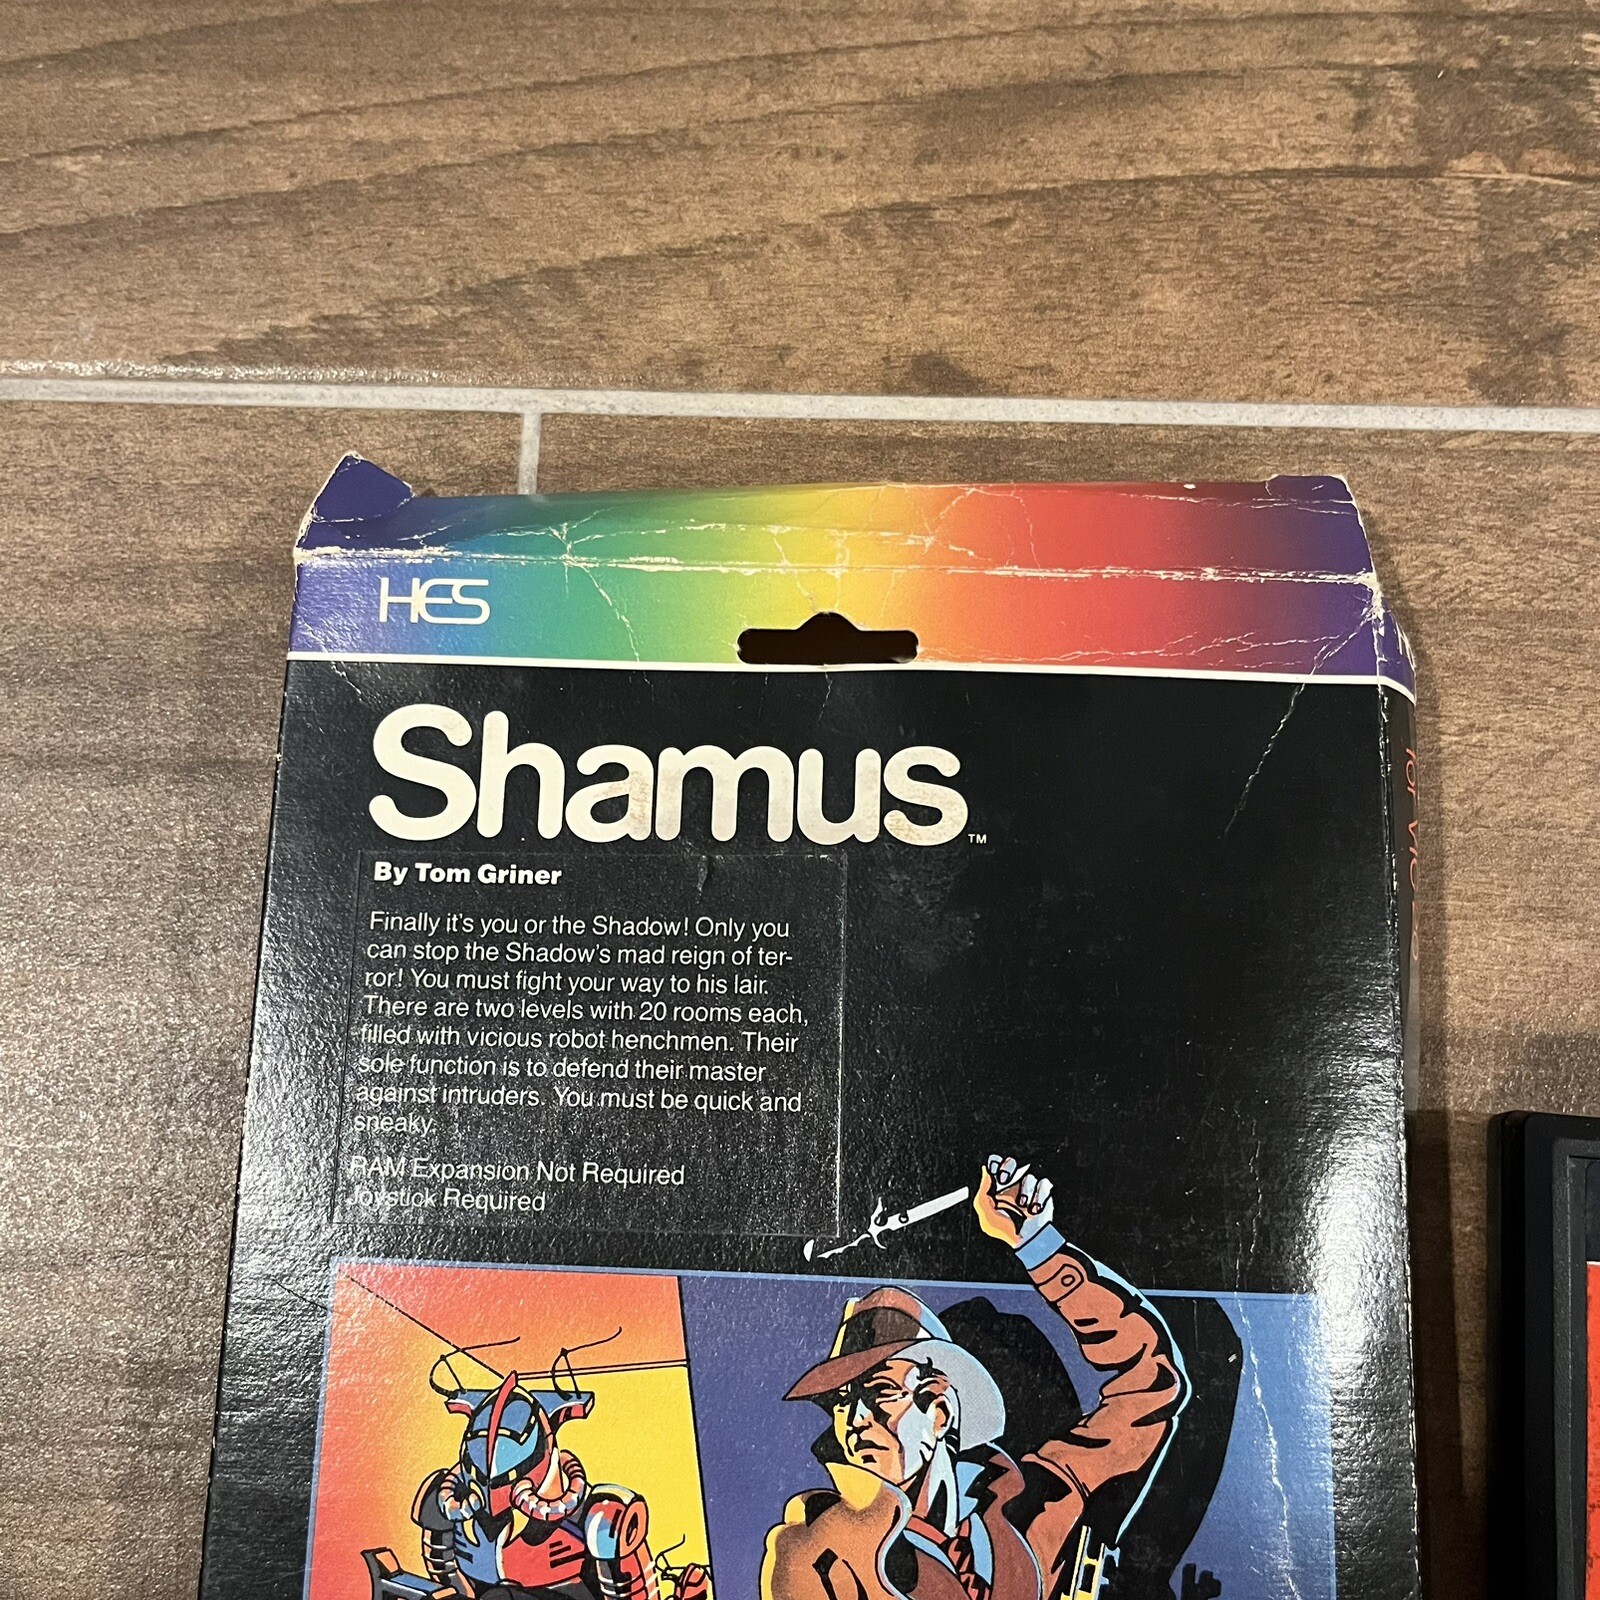 HES
Shamus
TM
By Tom Griner
Finally it's you or the Shadow! Only you
can stop the Shadow's mad reign of ter-
ror! You must fight your way to his lair.
There are two levels with 20 rooms each,
filled with vicious robot henchmen. Their
sole function is to defend their master
against intruders. You must be quick and
sneaky.
RAM Expansion Not Required
Joystick Required
for VIC 20